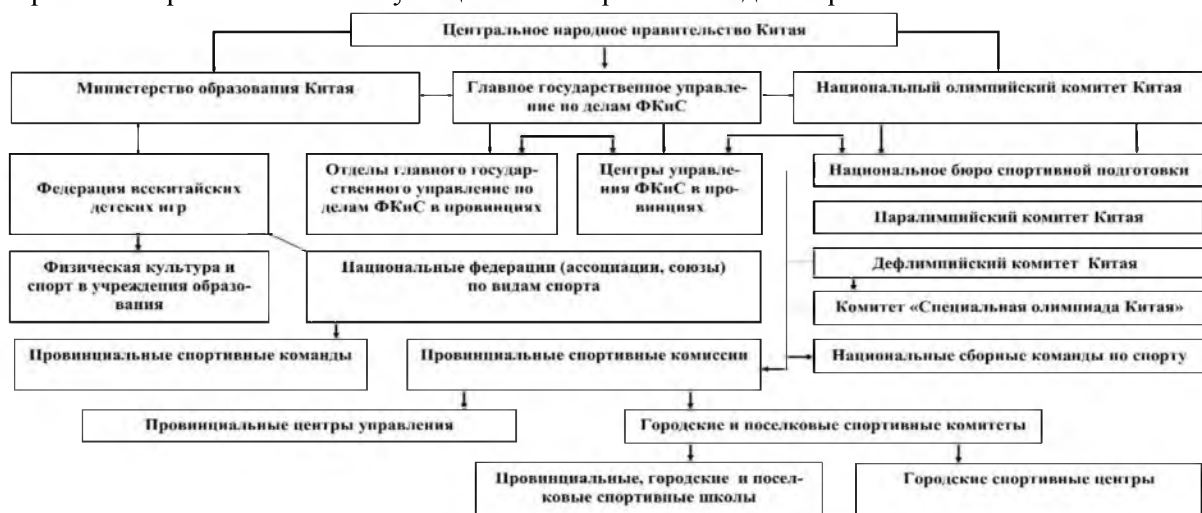 Центральное народное правительство Китая
Министерство образования Китая
Главное государственное управле-
ние по делам ФКиС
Национальный олимпийский комитет Китая
Федерация всекитайских
детских игр
Отделы главного государ-
ственного управление по
делам ФКиС в провинциях
Центры управле-
ния ФКиС в про-
винциях
Национальное бюро спортивной подготовки
Паралимпийский комитет Китая
Физическая культура и
спорт в учреждения образо-
вания
Национальные федерации (ассоциации, союзы)
по видам спорта
Дефлимпийский комитет Китая
Комитет «Специальная олимпиада Китая»
Провинциальные спортивные команды
Провинциальные спортивные комиссии
Национальные сборные команды по спорту
Провинциальные центры управления
Городские и поселковые спортивные комитеты
Провинциальные, городские и посел-
ковые спортивные школы
Городские спортивные центры